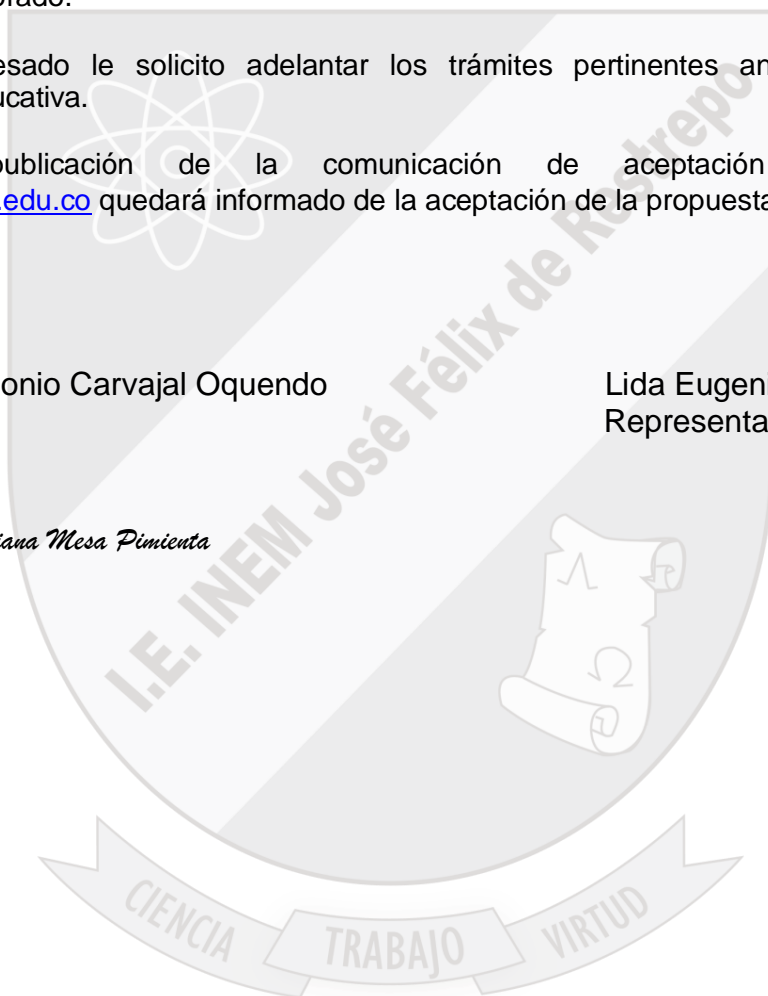 orado.
esado le solicito adelantar los trámites pertinentes an
ucativa.
publicación de la comunicación de aceptación
.edu.co quedará informado de la aceptación de la propuesta
onio Carvajal Oquendo Lida Eugeni
Representa
iana Mesa Pimienta
I.E. INEM José Félix de Restrepo
CIENCIA TRABAJO VIRTUD